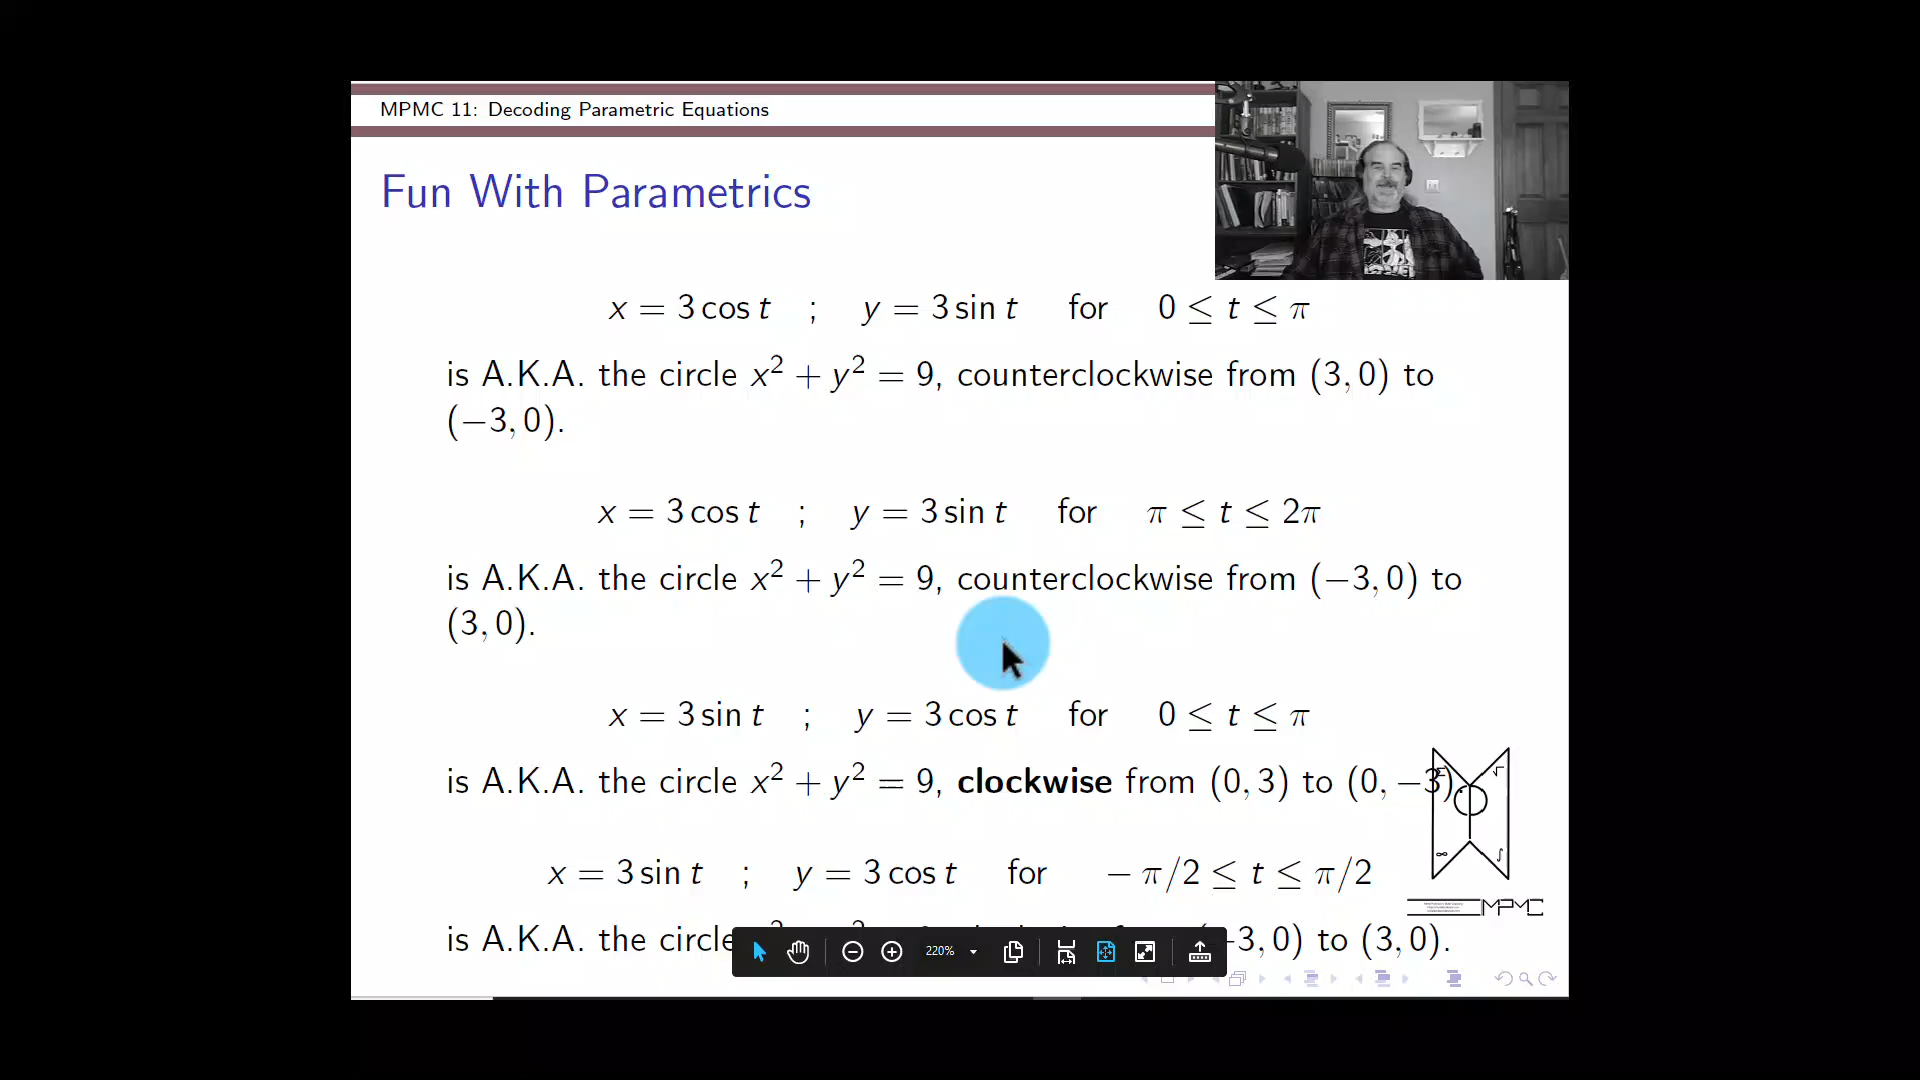 MPMC 11: Decoding Parametric Equations
Fun With Parametrics
x = 3 cos t ; y = 3 sin t for 0 ≤ t ≤ π
is A.K.A. the circle x² + y² = 9, counterclockwise from (3, 0) to
(−3, 0).
x = 3 cos t ; y = 3 sin t for π ≤ t ≤ 2π
is A.K.A. the circle x² + y² = 9, counterclockwise from (−3, 0) to
(3, 0).
x = 3 sin t ; y = 3 cos t for 0 ≤ t ≤ π
is A.K.A. the circle x² + y² = 9, clockwise from (0, 3) to (0, −3).
x = 3 sin t ; y = 3 cos t for − π/2 ≤ t ≤ π/2
MPMC
is A.K.A. the circle −3, 0) to (3, 0).
220%